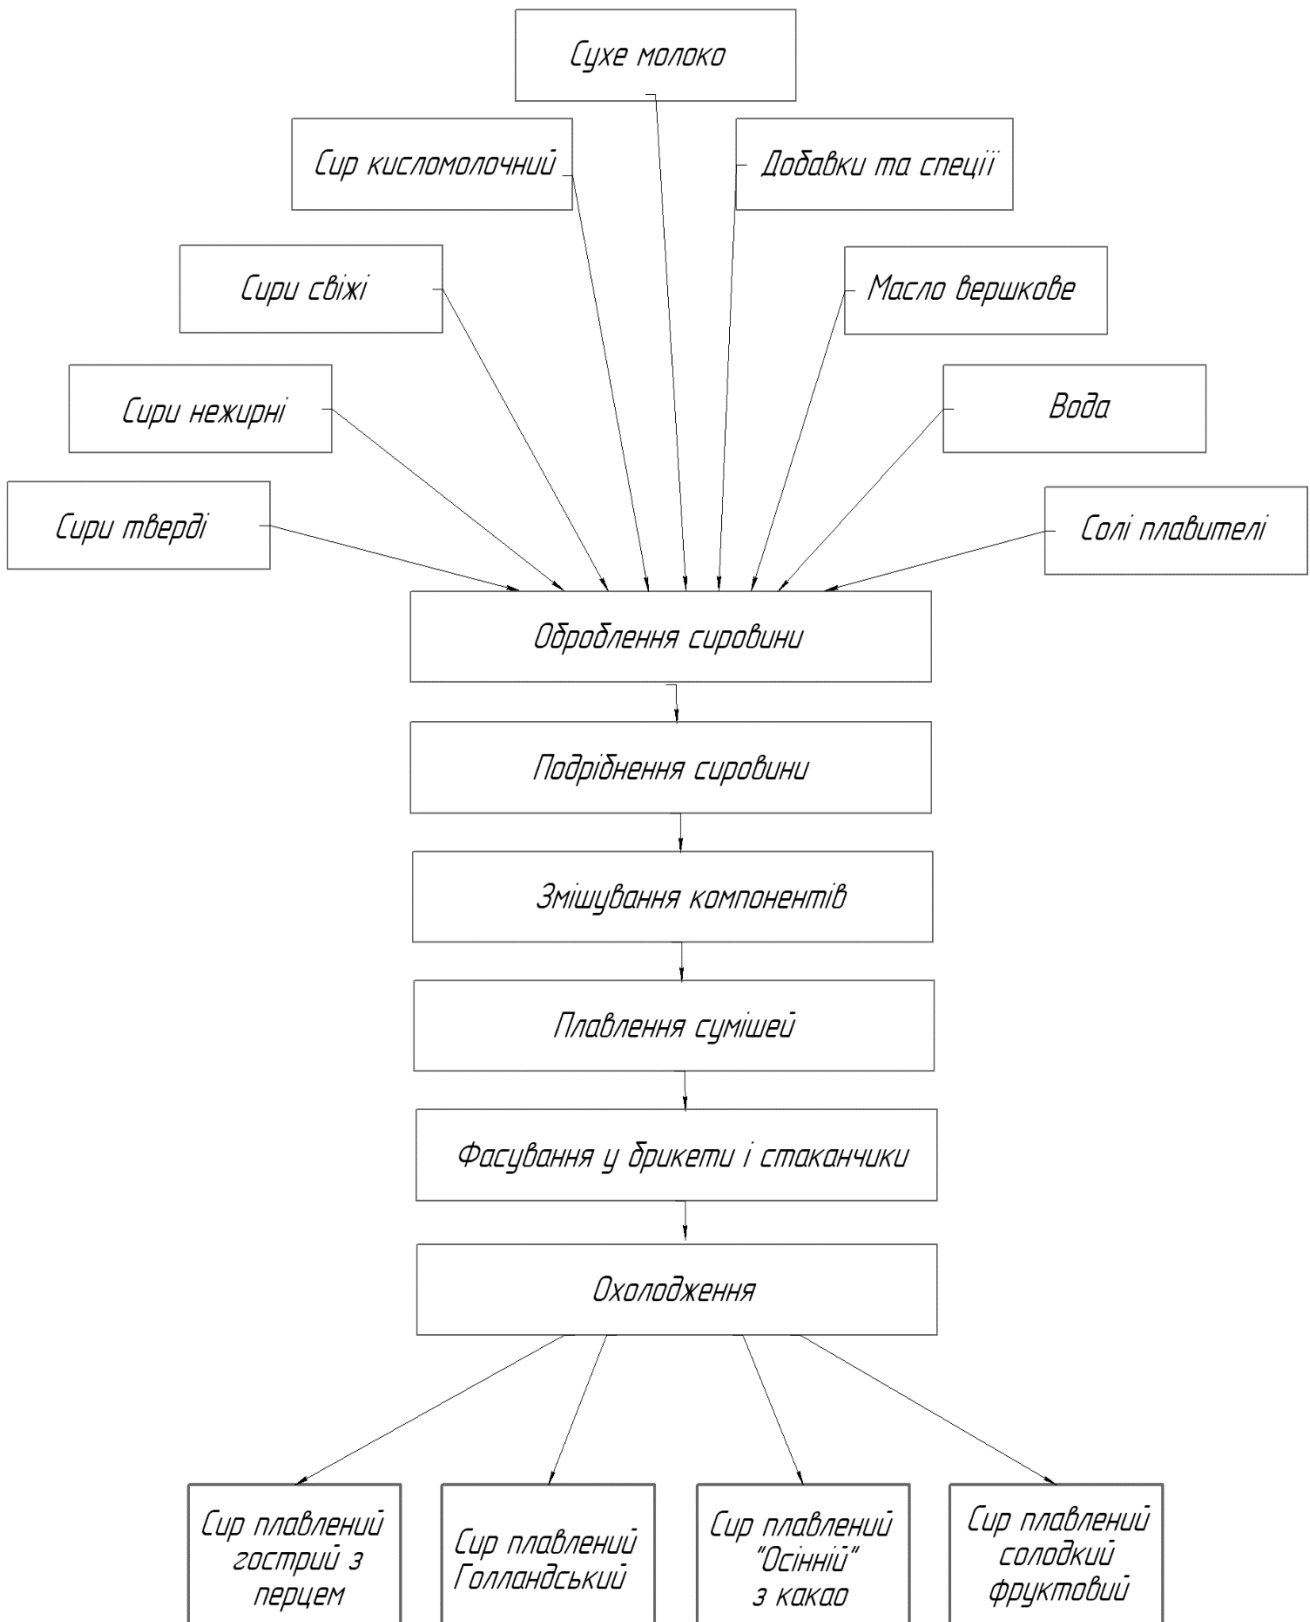 Сухе молоко
Сир кисломолочний
Добавки та спеції
Сири свіжі
Масло вершкове
Сири нежирні
Вода
Сири тверді
Солі плавителі
Оброблення сировини
Подрібнення сировини
Змішування компонентів
Плавлення сумішей
Фасування у брикети і стаканчики
Охолодження
Сир плавлений
гострий з
перцем
Сир плавлений
Голландський
Сир плавлений
"Осінній"
з какао
Сир плавлений
солодкий
фруктовий